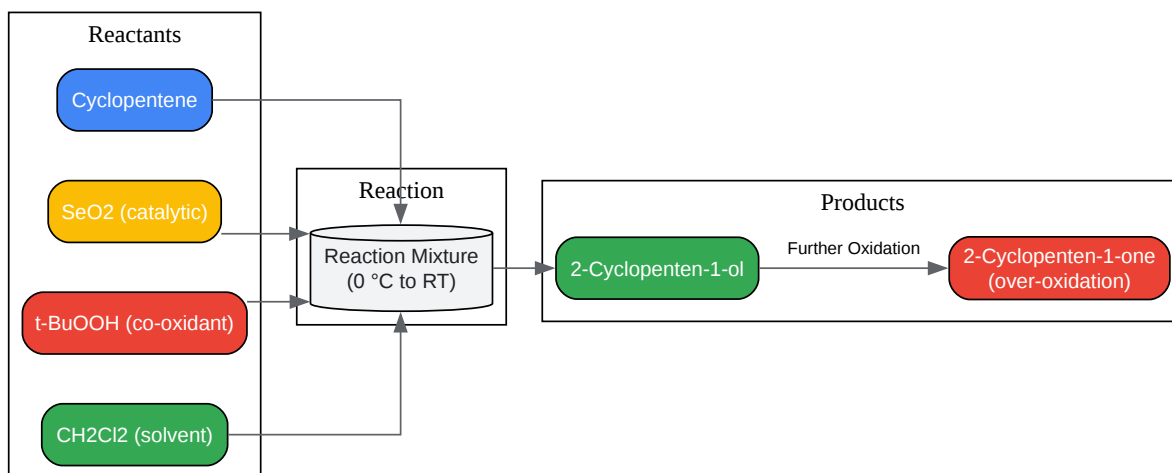 Reactants
Cyclopentene
SeO2 (catalytic)
t-BuOOH (co-oxidant)
CH2Cl2 (solvent)
Reaction
Reaction Mixture
(0 °C to RT)
Products
2-Cyclopenten-1-ol
Further Oxidation
2-Cyclopenten-1-one
(over-oxidation)